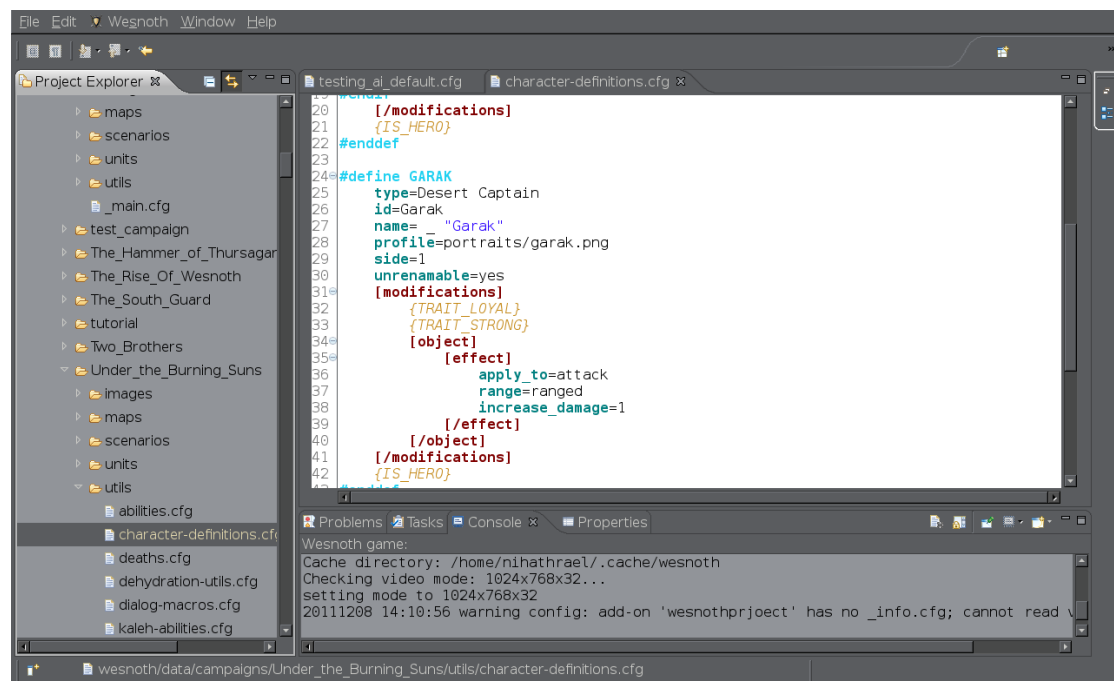 File Edit Wesnoth Window Help
Project Explorer
maps
scenarios
units
utils
_main.cfg
test_campaign
The_Hammer_of_Thursagar
The_Rise_Of_Wesnoth
The_South_Guard
tutorial
Two_Brothers
Under_the_Burning_Suns
images
maps
scenarios
units
utils
abilities.cfg
character-definitions.cf
deaths.cfg
dehydration-utils.cfg
dialog-macros.cfg
kaleh-abilities.cfg
testing_ai_default.cfg character-definitions.cfg
19 #endif
20 [/modifications]
21 {IS_HERO}
22 #enddef
23
24 #define GARAK
25 type=Desert Captain
26 id=Garak
27 name= _ "Garak"
28 profile=portraits/garak.png
29 side=1
30 unrenamable=yes
31 [modifications]
32 {TRAIT_LOYAL}
33 {TRAIT_STRONG}
34 [object]
35 [effect]
36 apply_to=attack
37 range=ranged
38 increase_damage=1
39 [/effect]
40 [/object]
41 [/modifications]
42 {IS_HERO}
43 #enddef
Problems Tasks Console Properties
Wesnoth game:
Cache directory: /home/nihathrael/.cache/wesnoth
Checking video mode: 1024x768x32...
setting mode to 1024x768x32
20111208 14:10:56 warning config: add-on 'wesnothprjoect' has no _info.cfg; cannot read v
wesnoth/data/campaigns/Under_the_Burning_Suns/utils/character-definitions.cfg